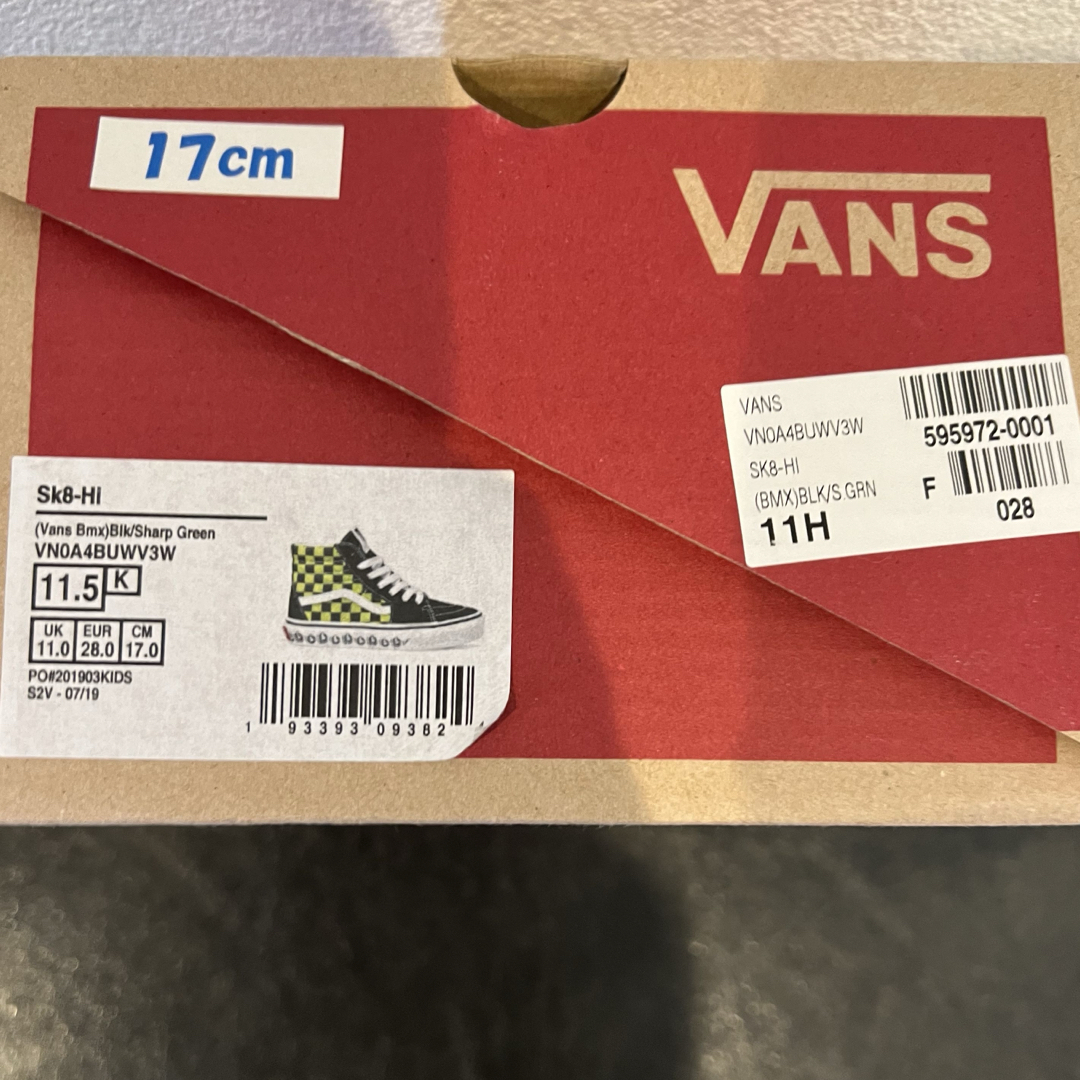 17cm
VANS
VANS
VN0A4BUWV3W
SK8-HI
(BMX)BLK/S.GRN
11H
595972-0001
F
028
Sk8-Hi
(Vans Bmx)Blk/Sharp Green
VN0A4BUWV3W
11.5 K
UK EUR CM
11.0 28.0 17.0
PO#201903KIDS
S2V - 07/19
1 93393 09382